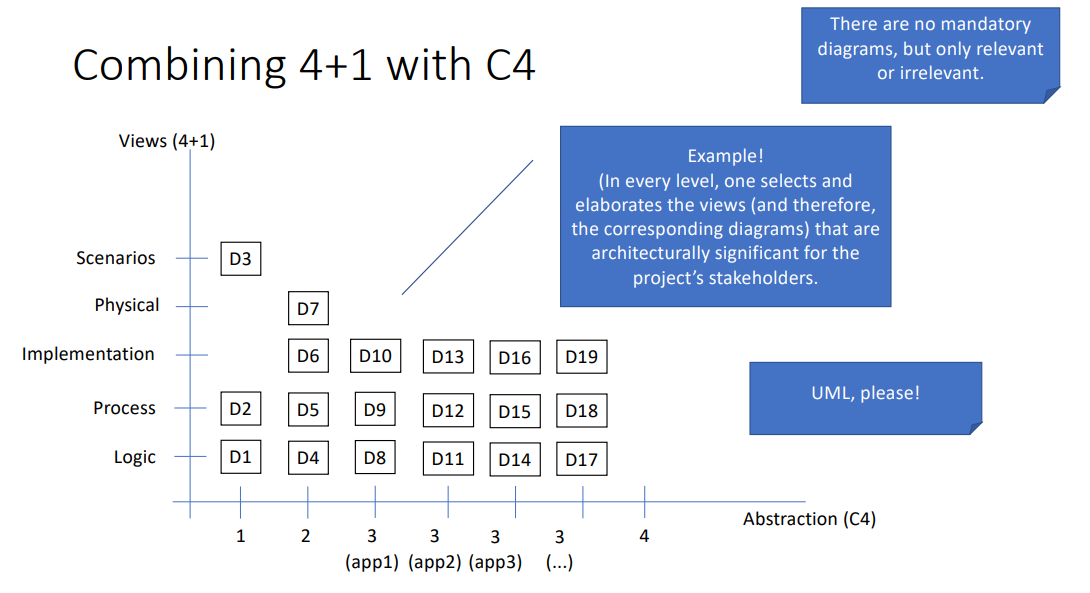 There are no mandatory
diagrams, but only relevant
or irrelevant.
Combining 4+1 with C4
Views (4+1)
Example!
(In every level, one selects and
elaborates the views (and therefore,
the corresponding diagrams) that are
architecturally significant for the
project’s stakeholders.
Scenarios D3
Physical D7
Implementation D6 D10 D13 D16 D19
UML, please!
Process D2 D5 D9 D12 D15 D18
Logic D1 D4 D8 D11 D14 D17
Abstraction (C4)
1 2 3 3 3 3 4
(app1) (app2) (app3) (...)